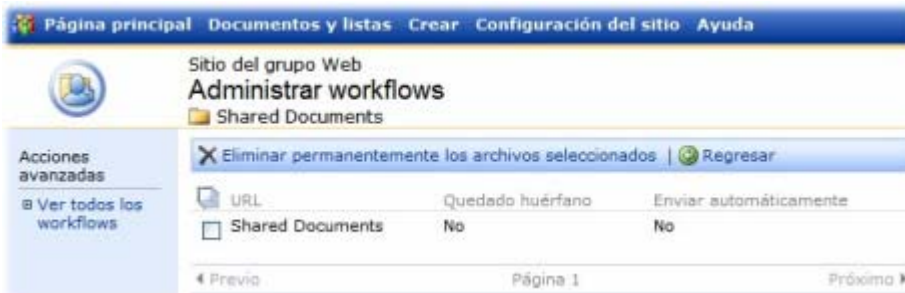 Página principal Documentos y listas Crear Configuración del sitio Ayuda
Sitio del grupo Web
Administrar workflows
Shared Documents
Acciones avanzadas
Ver todos los workflows
Eliminar permanentemente los archivos seleccionados | Regresar
URL Quedado huérfano Enviar automáticamente
Shared Documents No No
Previo Página 1 Próximo